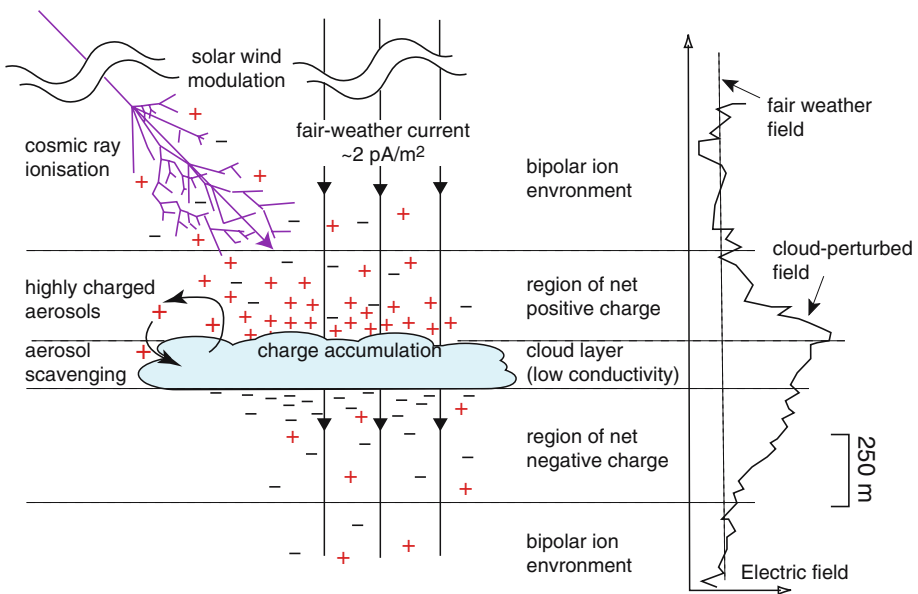 solar wind
modulation
cosmic ray
ionisation
fair-weather current
~2 pA/m²
bipolar ion
environment
fair weather
field
cloud-perturbed
field
highly charged
aerosols
region of net
positive charge
aerosol
scavenging
charge accumulation
cloud layer
(low conductivity)
region of net
negative charge
250 m
bipolar ion
envronment
Electric field